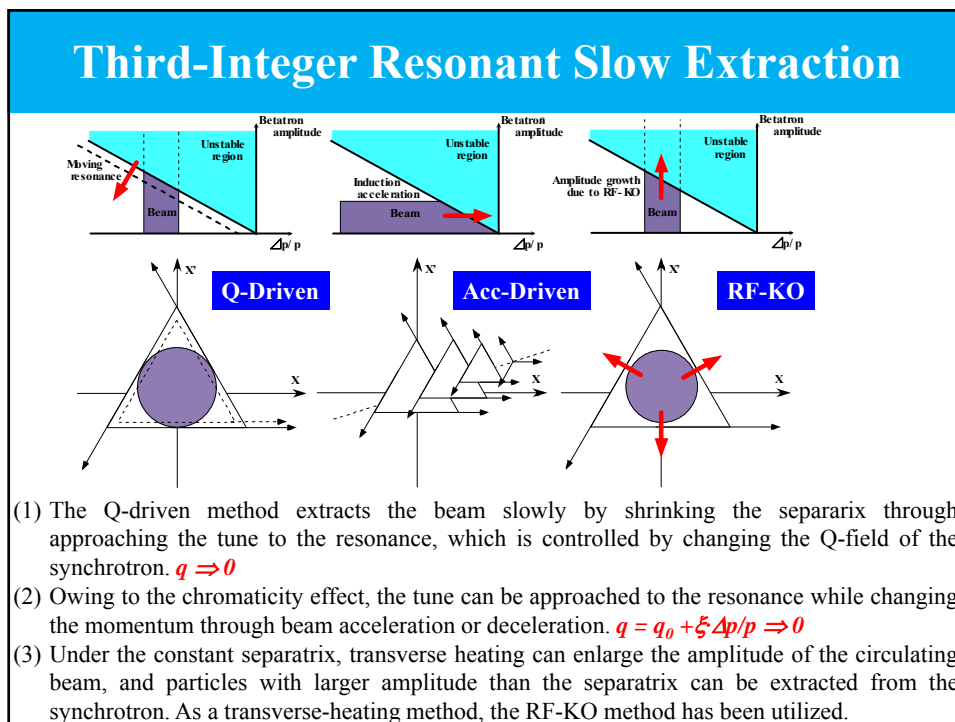 Third-Integer Resonant Slow Extraction
Betatron
amplitude
Unstable
region
Moving
resonance
Beam
⊿p/p
Betatron
amplitude
Unstable
region
Induction
acceleration
Beam
⊿p/p
Betatron
amplitude
Unstable
region
Amplitude growth
due to RF-KO
Beam
⊿p/p
X'
Q-Driven
X
X'
Acc-Driven
X
X'
RF-KO
X
(1) The Q-driven method extracts the beam slowly by shrinking the separarix through
approaching the tune to the resonance, which is controlled by changing the Q-field of the
synchrotron. q ⇒ 0
(2) Owing to the chromaticity effect, the tune can be approached to the resonance while changing
the momentum through beam acceleration or deceleration. q = q₀ +ξ·Δp/p ⇒ 0
(3) Under the constant separatrix, transverse heating can enlarge the amplitude of the circulating
beam, and particles with larger amplitude than the separatrix can be extracted from the
synchrotron. As a transverse-heating method, the RF-KO method has been utilized.